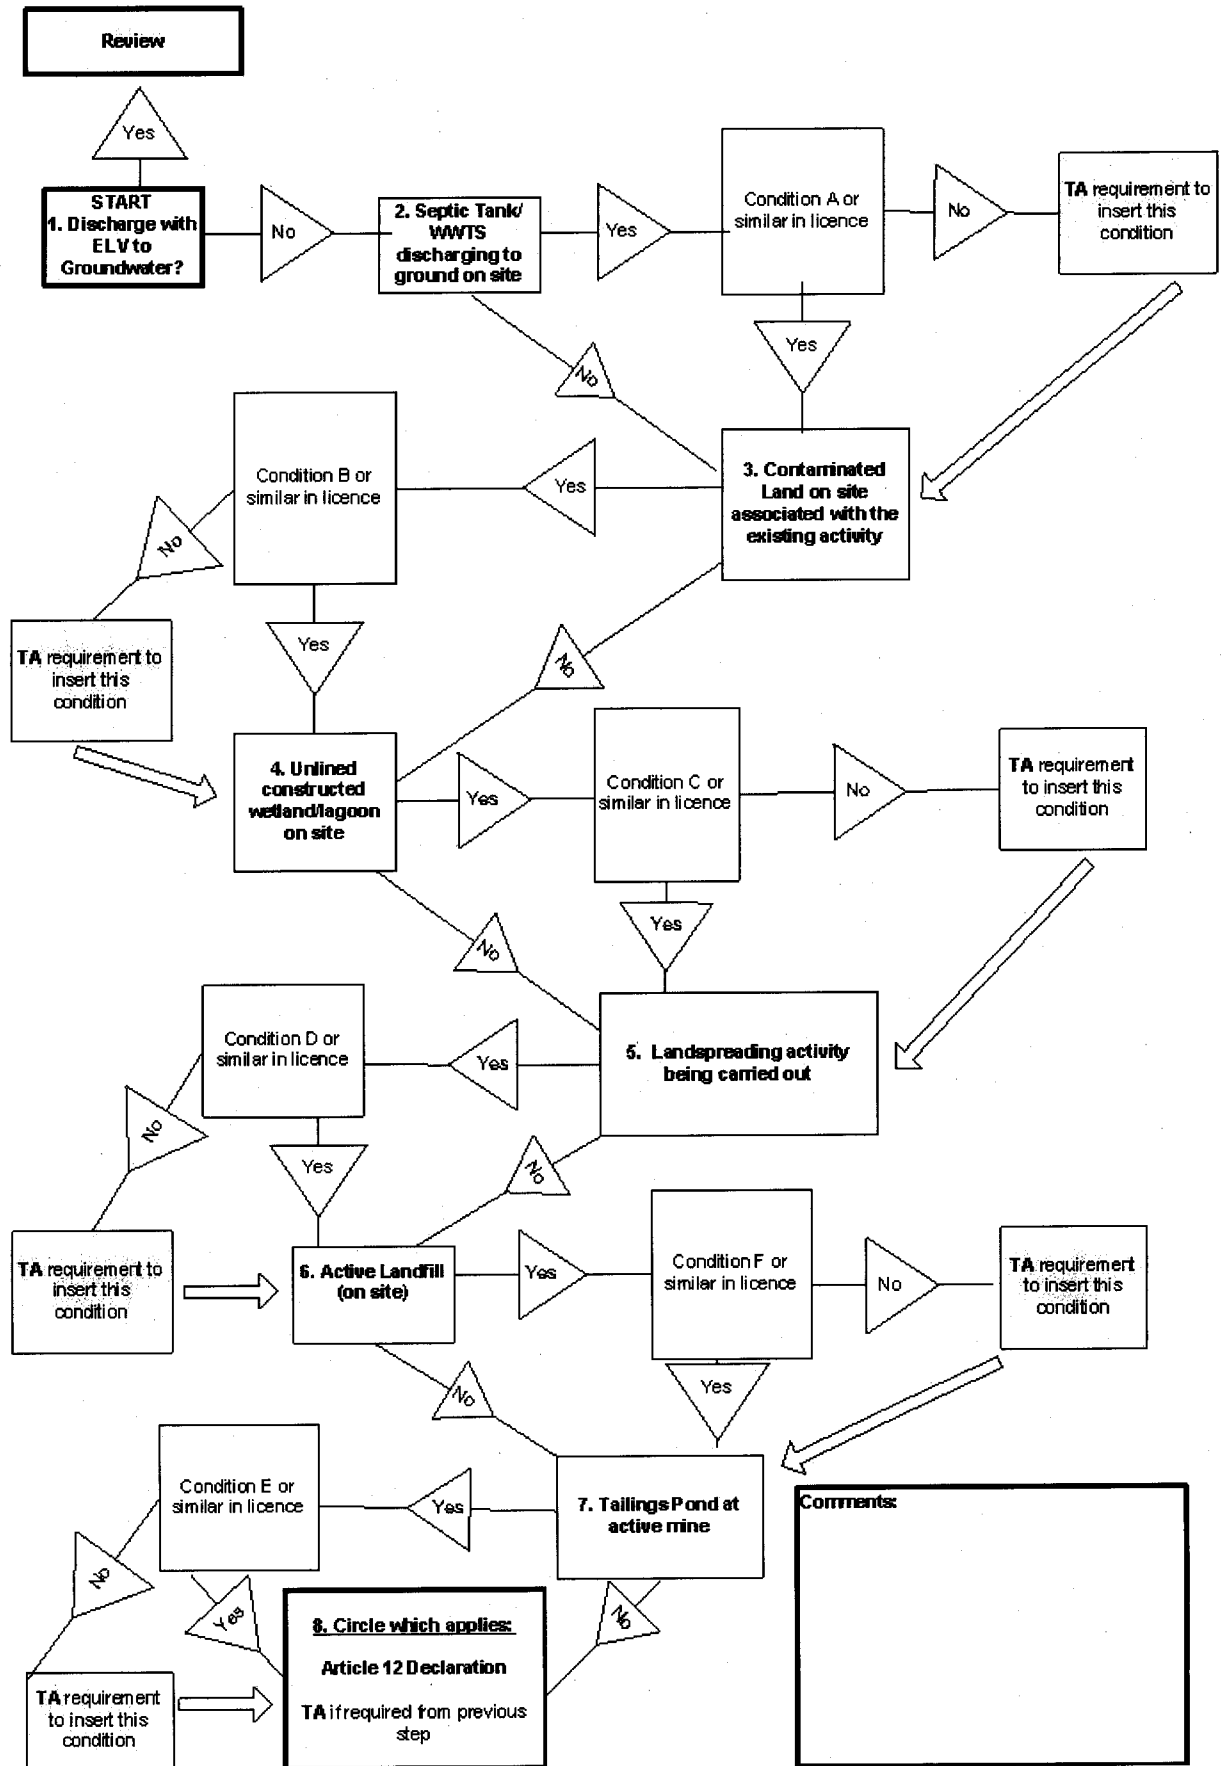 Review
Yes
START
1. Discharge with
ELV to
Groundwater?
No
2. Septic Tank/
WWTS
discharging to
ground on site
Yes
Condition A or
similar in licence
No
TA requirement to
insert this
condition
Yes
No
3. Contaminated
Land on site
associated with the
existing activity
Yes
Condition B or
similar in licence
No
TA requirement to
insert this
condition
Yes
No
4. Unlined
constructed
wetland/lagoon
on site
Yes
Condition C or
similar in licence
No
TA requirement
to insert this
condition
Yes
No
5. Landspreading activity
being carried out
Yes
Condition D or
similar in licence
No
TA requirement to
insert this
condition
Yes
No
6. Active Landfill
(on site)
Yes
Condition F or
similar in licence
No
TA requirement
to insert this
condition
Yes
No
7. Tailings Pond at
active mine
Yes
Condition E or
similar in licence
No
TA requirement
to insert this
condition
Yes
No
8. Circle which applies:
Article 12 Declaration
TA if required from previous
step
Comments: